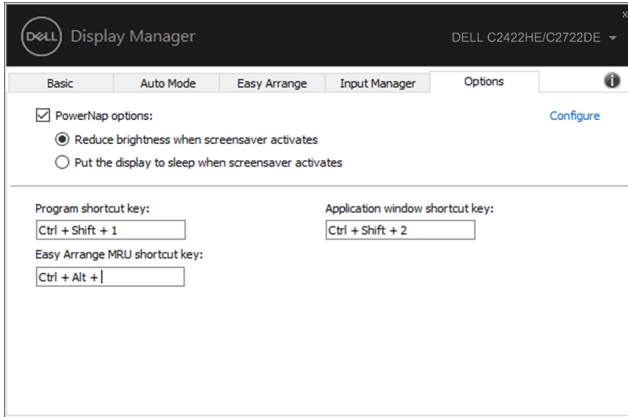 x
DELL Display Manager DELL C2422HE/C2722DE
Basic Auto Mode Easy Arrange Input Manager Options i
PowerNap options: Configure
Reduce brightness when screensaver activates
Put the display to sleep when screensaver activates
Program shortcut key: Application window shortcut key:
Ctrl + Shift + 1 Ctrl + Shift + 2
Easy Arrange MRU shortcut key:
Ctrl + Alt +